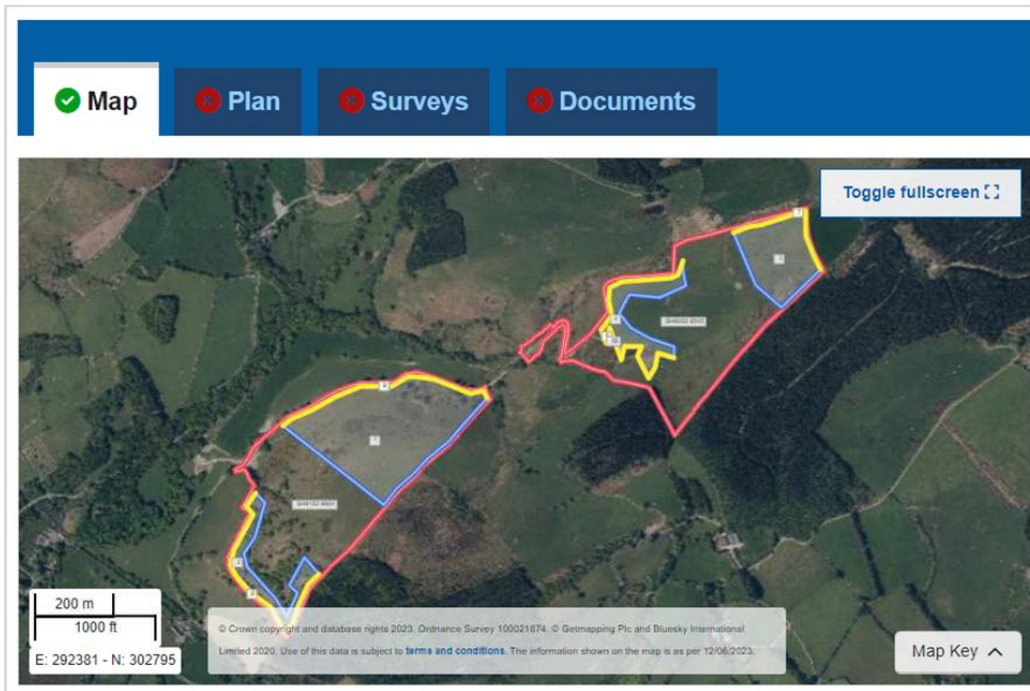 Map
Plan
Surveys
Documents
Toggle fullscreen
200 m
1000 ft
E: 292381 - N: 302795
© Crown copyright and database rights 2023. Ordnance Survey 100021874. © Getmapping Plc and Bluesky International
Limited 2020. Use of this data is subject to terms and conditions. The information shown on the map is as per 12/06/2023.
Map Key